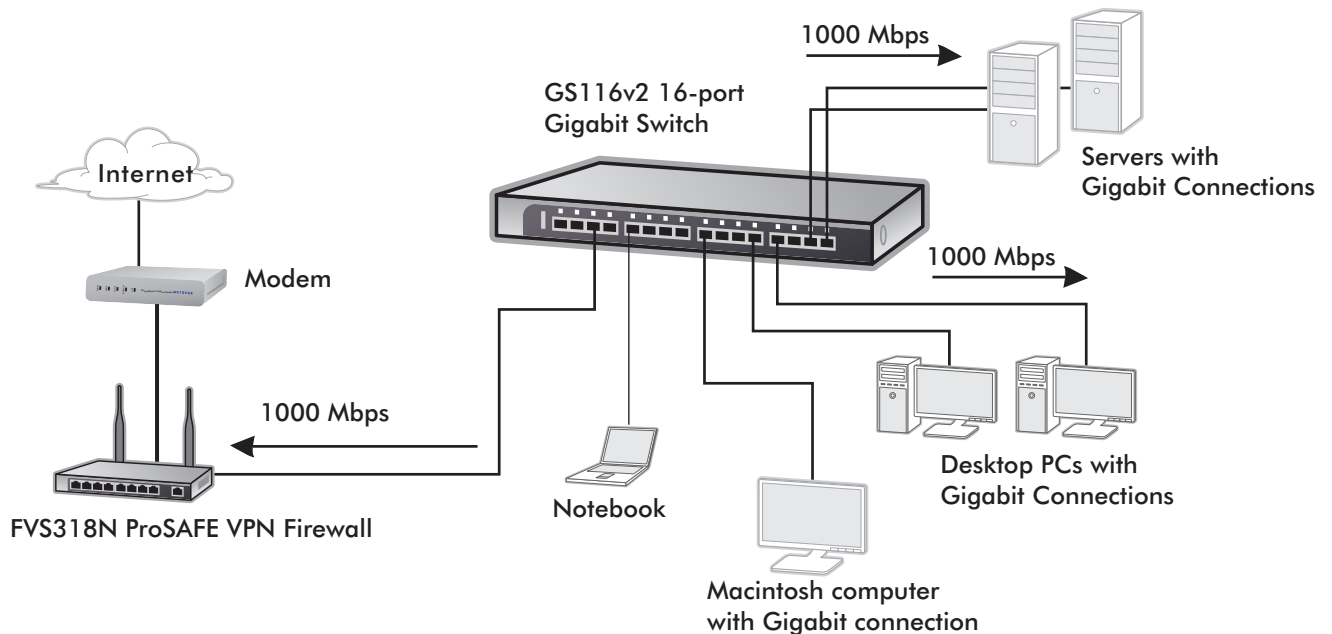 1000 Mbps
GS116v2 16-port
Gigabit Switch
Internet
Servers with
Gigabit Connections
Modem
1000 Mbps
1000 Mbps
Desktop PCs with
Gigabit Connections
Notebook
FVS318N ProSAFE VPN Firewall
Macintosh computer
with Gigabit connection